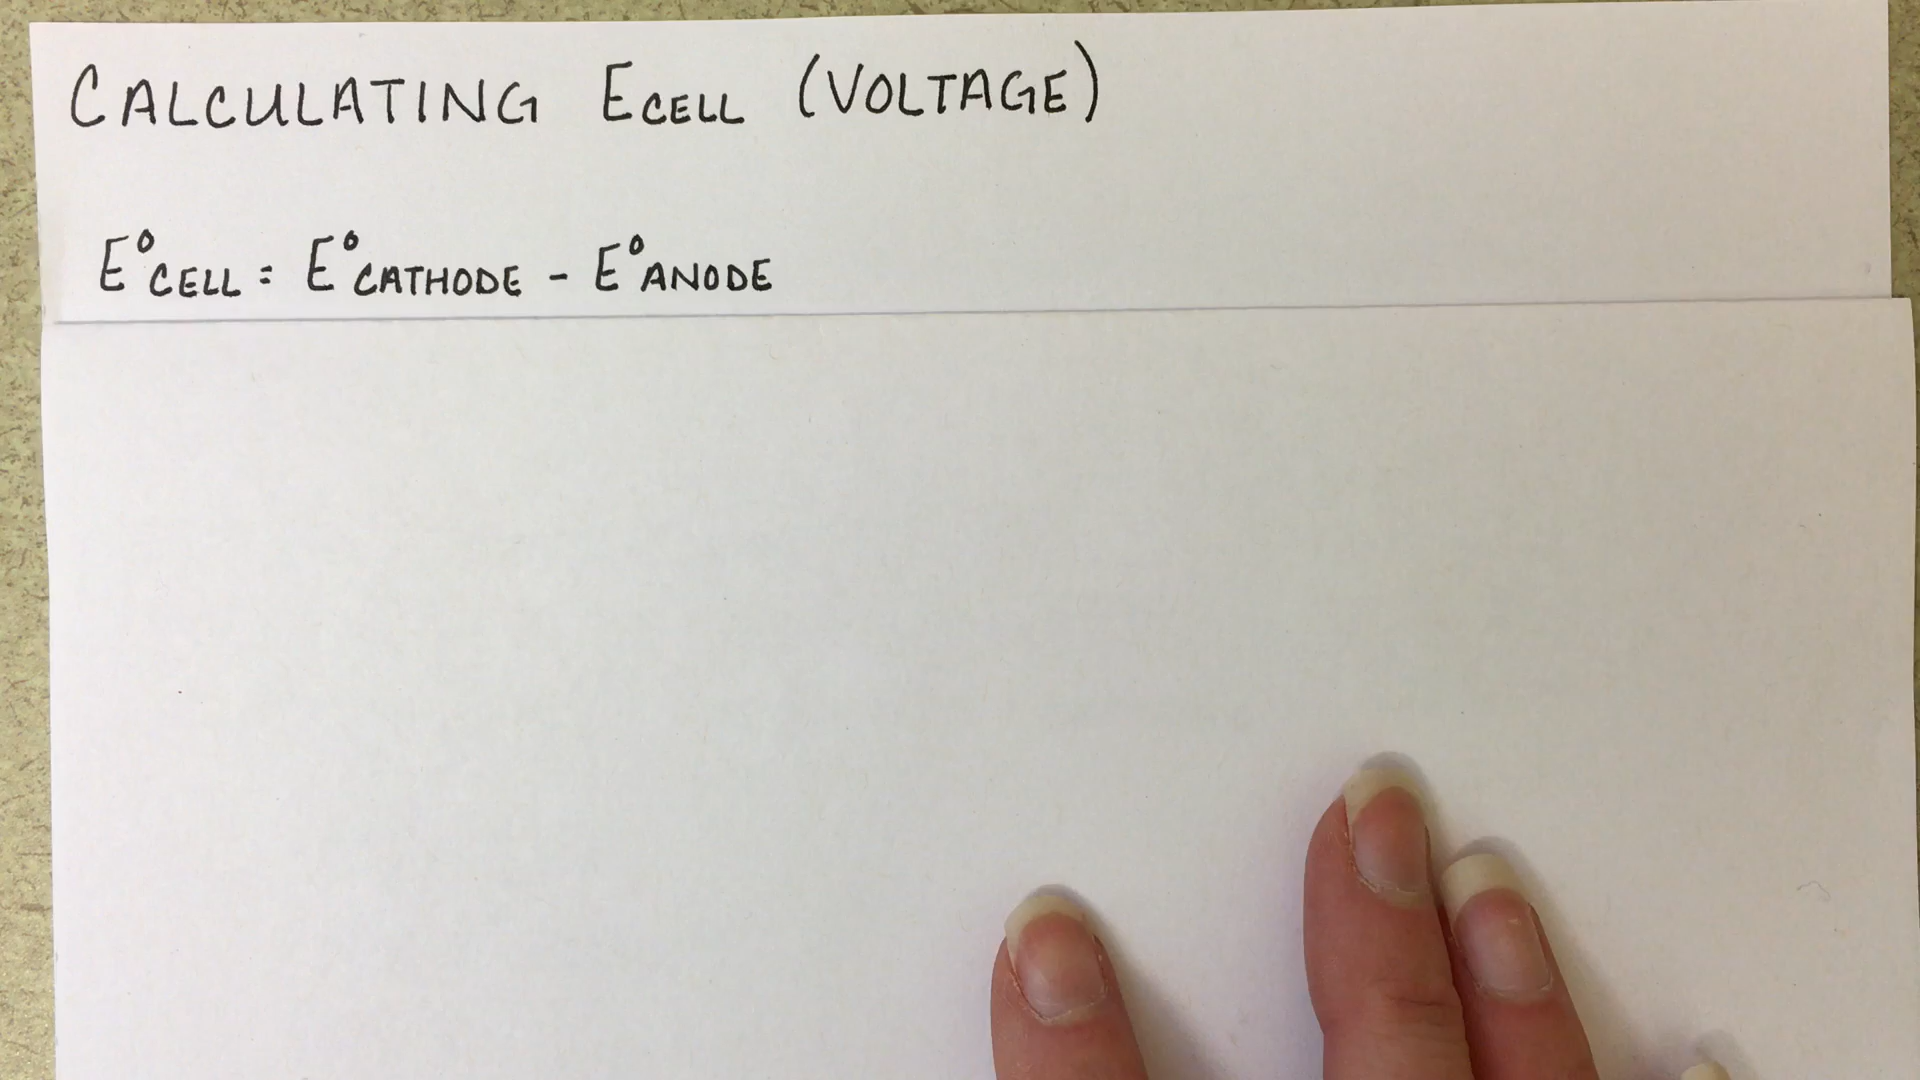 CALCULATING ECELL (VOLTAGE)
E°CELL = E°CATHODE - E°ANODE